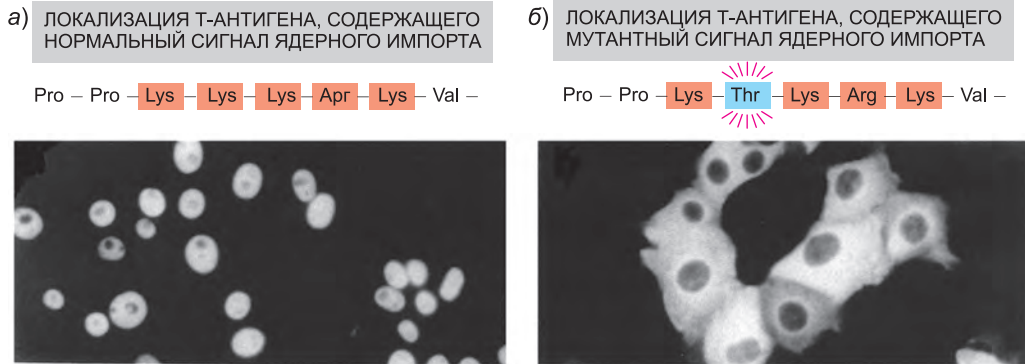 а) ЛОКАЛИЗАЦИЯ Т-АНТИГЕНА, СОДЕРЖАЩЕГО
НОРМАЛЬНЫЙ СИГНАЛ ЯДЕРНОГО ИМПОРТА
Pro – Pro – Lys – Lys – Lys – Арг – Lys – Val –
б) ЛОКАЛИЗАЦИЯ Т-АНТИГЕНА, СОДЕРЖАЩЕГО
МУТАНТНЫЙ СИГНАЛ ЯДЕРНОГО ИМПОРТА
Pro – Pro – Lys – Thr – Lys – Arg – Lys – Val –